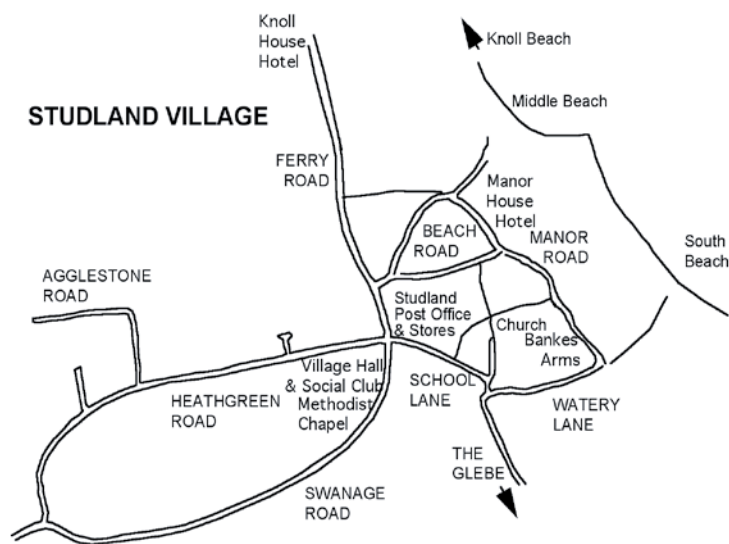 Knoll
House
Hotel
Knoll Beach
Middle Beach
STUDLAND VILLAGE
FERRY
ROAD
Manor
House
Hotel
BEACH
ROAD
MANOR
ROAD
South
Beach
AGGLESTONE
ROAD
Studland
Post Office
& Stores
Church
Bankes
Arms
Village Hall
& Social Club
Methodist
Chapel
HEATHGREEN
ROAD
SCHOOL
LANE
WATERY
LANE
THE
GLEBE
SWANAGE
ROAD